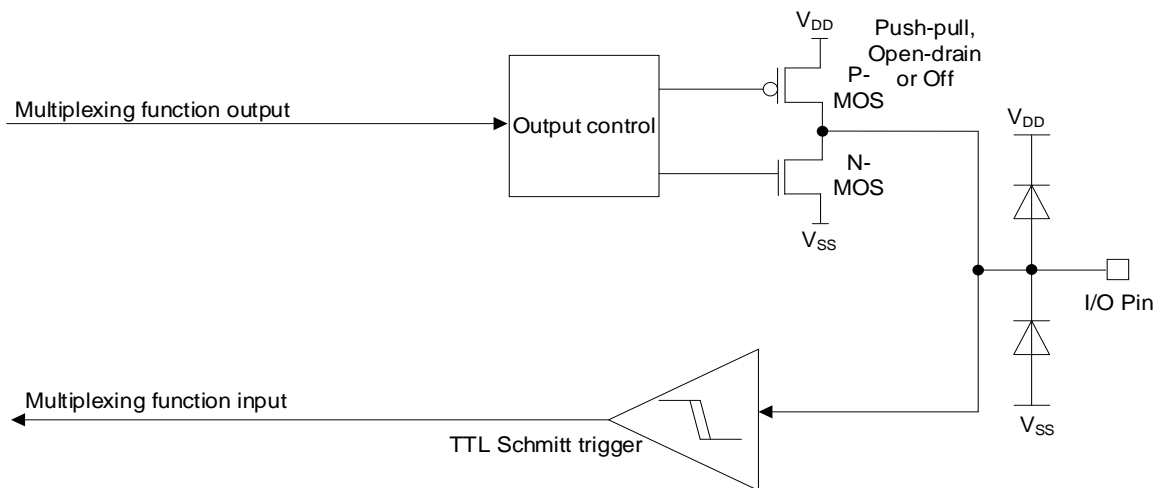 V_DD
Push-pull,
Open-drain
or Off
P-
MOS
Multiplexing function output
Output control
V_DD
N-
MOS
V_SS
I/O Pin
Multiplexing function input
TTL Schmitt trigger
V_SS